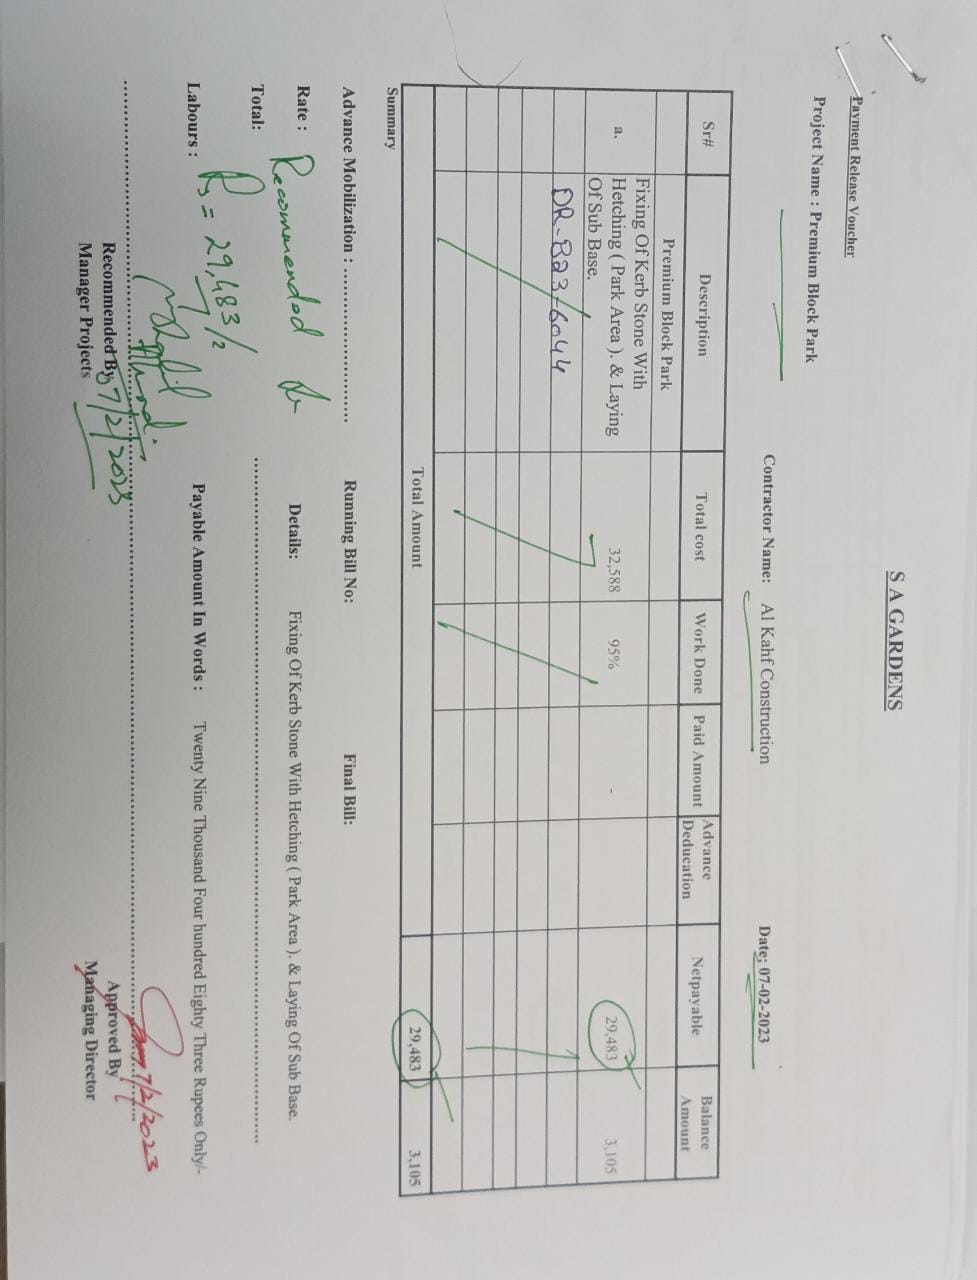 S A GARDENS
Payment Release Voucher
Project Name : Premium Block Park
Contractor Name: Al Kahf Construction
Date: 07-02-2023
Sr# Description Total cost Work Done Paid Amount Advance Deducation Netpayable Balance Amount
Premium Block Park
a. Fixing Of Kerb Stone With Hetching ( Park Area ). & Laying Of Sub Base. 32,588 95% - 29,483 3,105
DR-823-6044
Total Amount 29,483 3,105
Summary
Advance Mobilization : .................... Running Bill No: Final Bill:
Rate : Details: Fixing Of Kerb Stone With Hetching ( Park Area ). & Laying Of Sub Base.
Recommended
Total:
Rs = 29,483/
Labours : Payable Amount In Words : Twenty Nine Thousand Four hundred Eighty Three Rupees Only/-
07/2/2023
7/2/2023
Recommended By Approved By
Manager Projects Managing Director